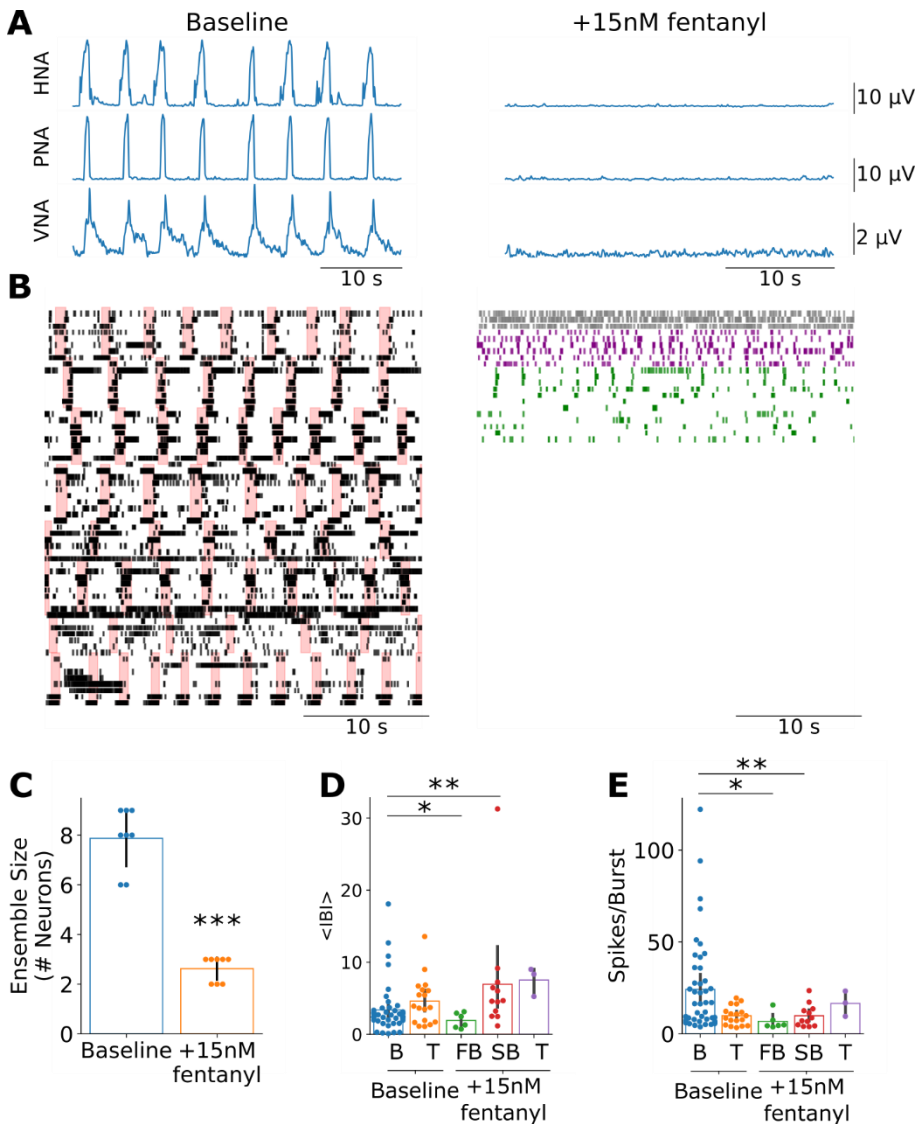 A
Baseline
+15nM fentanyl
HNA
10 µV
PNA
10 µV
VNA
2 µV
10 s
10 s
B
10 s
10 s
C
Ensemble Size
(# Neurons)
8
6
4
2
0
***
Baseline +15nM
fentanyl
D
<IBI>
30
20
10
0
**
*
B T FB SB T
Baseline +15nM
fentanyl
E
Spikes/Burst
100
50
0
**
*
B T FB SB T
Baseline +15nM
fentanyl